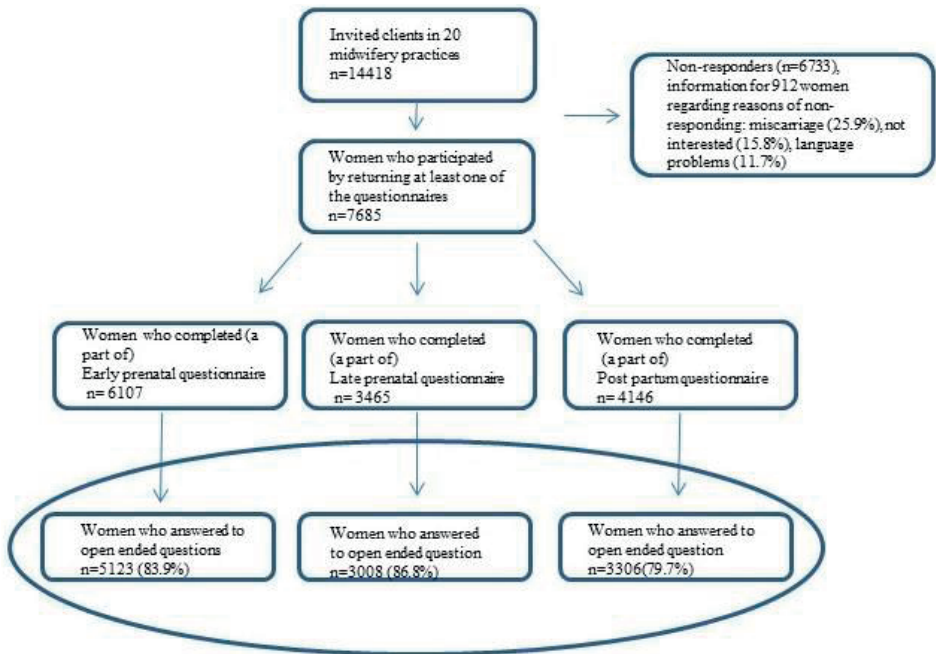 Invited clients in 20
midwifery practices
n=14418
Non-responders (n=6733),
information for 912 women
regarding reasons of non-
responding: miscarriage (25.9%), not
interested (15.8%), language
problems (11.7%)
Women who participated
by returning at least one of
the questionnaires
n=7685
Women who completed (a
part of)
Early prenatal questionnaire
n= 6107
Women who completed
(a part of)
Late prenatal questionnaire
n= 3465
Women who completed
(a part of)
Post partum questionnaire
n= 4146
Women who answered to
open ended questions
n=5123 (83.9%)
Women who answered
to open ended question
n=3008 (86.8%)
Women who answered to
open ended question
n=3306(79.7%)